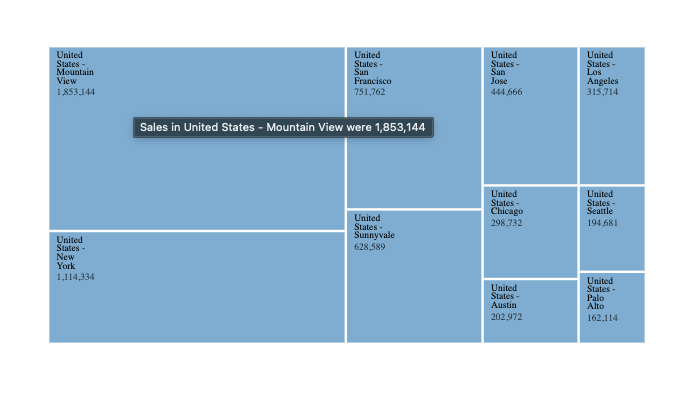 United
States -
Mountain
View
1,853,144
Sales in United States - Mountain View were 1,853,144
United
States -
New
York
1,114,334
United
States -
San
Francisco
751,762
United
States -
Sunnyvale
628,589
United
States -
San
Jose
444,666
United
States -
Los
Angeles
315,714
United
States -
Chicago
298,732
United
States -
Seattle
194,681
United
States -
Austin
202,972
United
States -
Palo
Alto
162,114